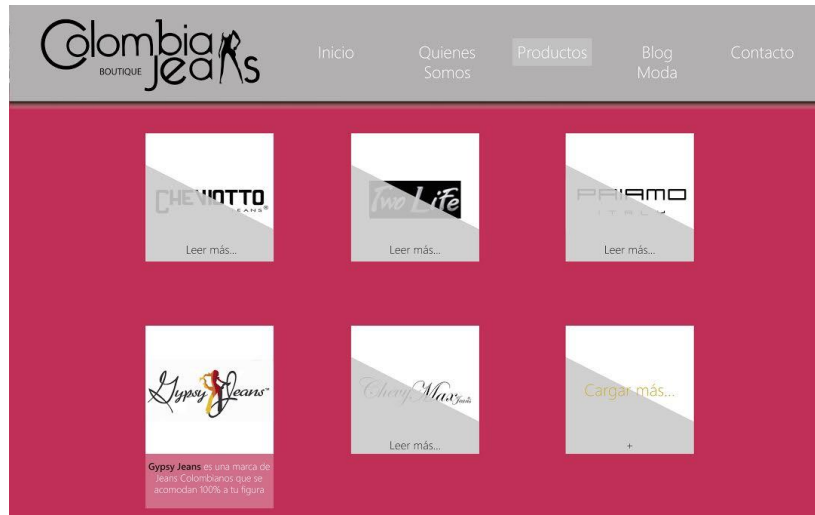 Colombia
BOUTIQUE Jeans
Inicio
Quienes
Somos
Productos
Blog
Moda
Contacto
CHEVIOTTO
JEANS®
Leer más...
Two Life
Leer más...
PAIAMO
ITALY
Leer más...
Gypsy Jeans™
Gypsy Jeans es una marca de
Jeans Colombianos que se
acomodan 100% a tu figura
Chevy Max Jeans
Leer más...
Cargar más...
+